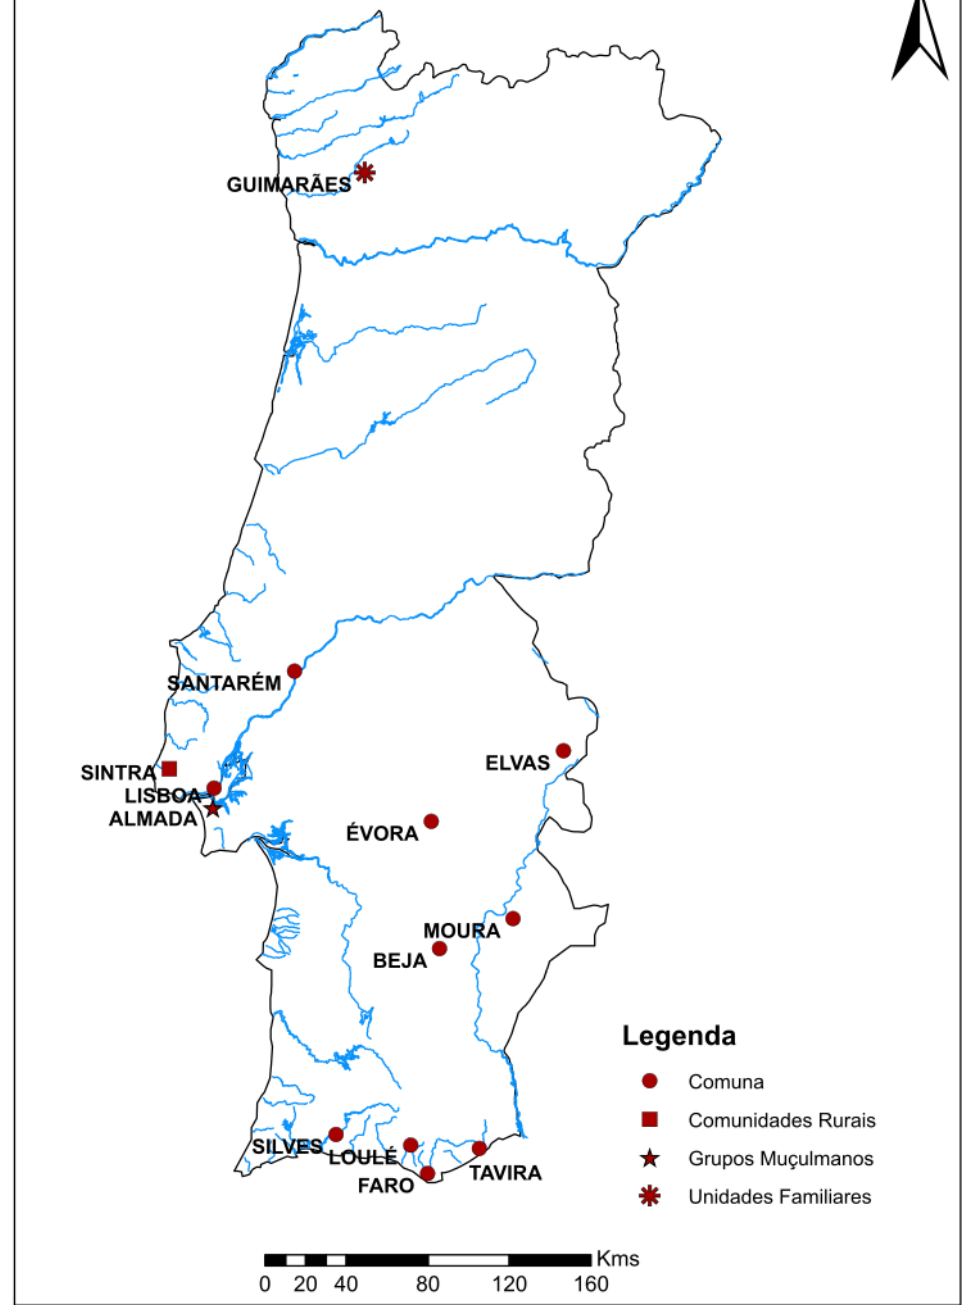 GUIMARÃES
SANTARÉM
SINTRA
LISBOA
ALMADA
ELVAS
ÉVORA
MOURA
BEJA
SILVES
LOULÉ
FARO
TAVIRA
Legenda
Comuna
Comunidades Rurais
Grupos Muçulmanos
Unidades Familiares
Kms
0 20 40 80 120 160